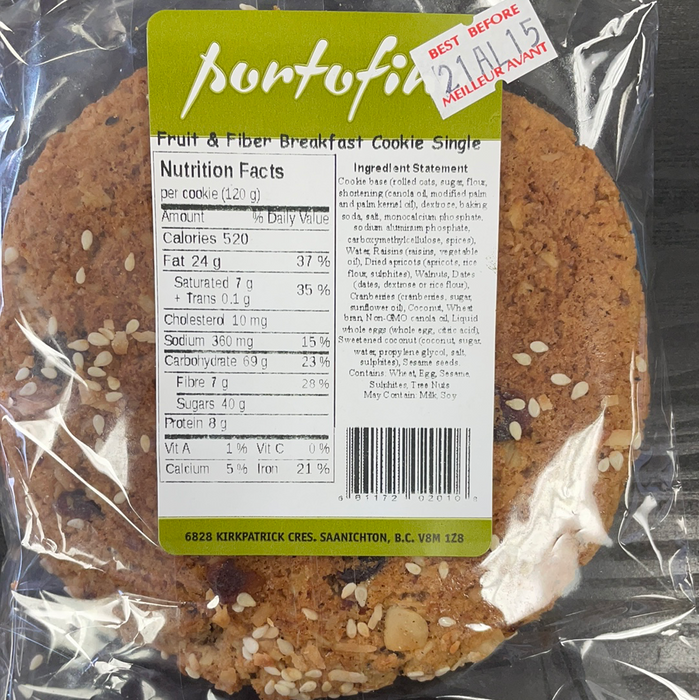 portofin
BEST BEFORE
21 AL 15
MEILLEUR AVANT
Fruit & Fiber Breakfast Cookie Single
Nutrition Facts
per cookie (120 g)
Amount % Daily Value
Calories 520
Fat 24 g 37 %
Saturated 7 g
+ Trans 0.1 g 35 %
Cholesterol 10 mg
Sodium 360 mg 15 %
Carbohydrate 69 g 23 %
Fibre 7 g 28 %
Sugars 40 g
Protein 8 g
Vit A 1 % Vit C 0 %
Calcium 5 % Iron 21 %
Ingredient Statement
Cookie base (rolled oats, sugar, flour,
shortening (canola oil, modified palm
and palm kernel oil), dextrose, baking
soda, salt, monocalcium phosphate,
sodium aluminum phosphate,
carboxymethylcellulose, spices),
Water, Raisins (raisins, vegetable
oil), Dried apricots (apricots, rice
flour, sulphites), Walnuts, Dates
(dates, dextrose or rice flour),
Cranberries (cranberries, sugar,
sunflower oil), Coconut, Wheat
bran, Non-GMO canola oil, Liquid
whole eggs (whole egg, citric acid),
Sweetened coconut (coconut, sugar,
water, propylene glycol, salt,
sulphites), Sesame seeds.
Contains: Wheat, Egg, Sesame,
Sulphites, Tree Nuts
May Contain: Milk, Soy
81172 02010
6828 KIRKPATRICK CRES. SAANICHTON, B.C. V8M 1Z8